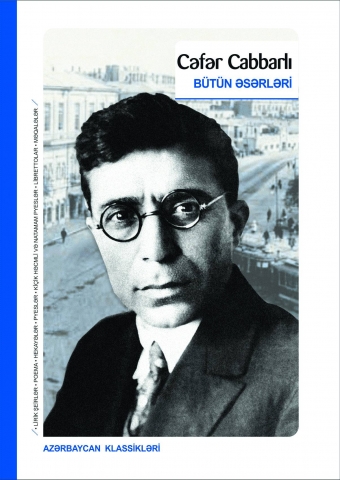 Cəfər Cabbarlı
BÜTÜN ƏSƏRLƏRİ
/ LİRİK ŞEİRLƏR • POEMA • HEKAYƏLƏR • PYESLƏR • KİÇİK HƏCMLİ VƏ NATAMAM PYESLƏR • LİBRETTOLAR • MƏQALƏLƏR /
AZƏRBAYCAN KLASSİKLƏRİ